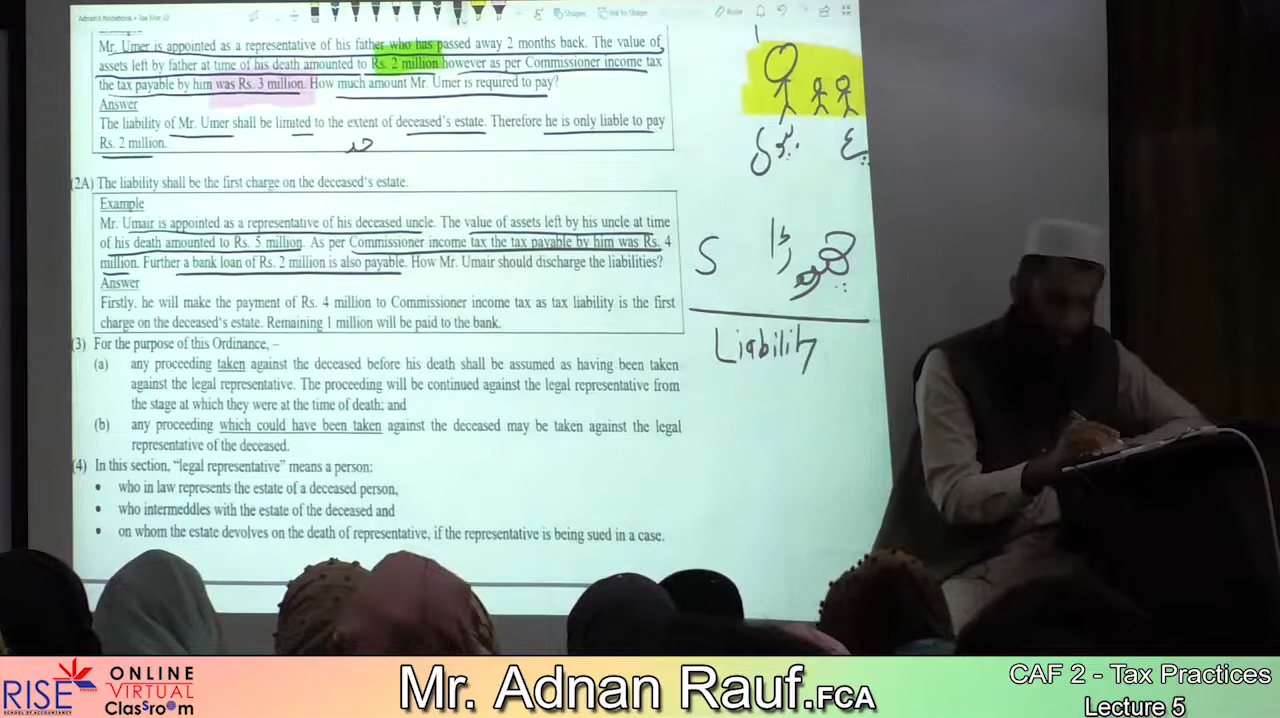 Adnan's Notebook » Tax Mar 22
Shapes
Ink to Shape
Ruler
Mr. Umer is appointed as a representative of his father who has passed away 2 months back. The value of
assets left by father at time of his death amounted to Rs. 2 million however as per Commissioner income tax
the tax payable by him was Rs. 3 million. How much amount Mr. Umer is required to pay?
Answer
The liability of Mr. Umer shall be limited to the extent of deceased's estate. Therefore he is only liable to pay
Rs. 2 million.
حد
(2A) The liability shall be the first charge on the deceased's estate.
Example
Mr. Umair is appointed as a representative of his deceased uncle. The value of assets left by his uncle at time
of his death amounted to Rs. 5 million. As per Commissioner income tax the tax payable by him was Rs. 4
million. Further a bank loan of Rs. 2 million is also payable. How Mr. Umair should discharge the liabilities?
Answer
Firstly, he will make the payment of Rs. 4 million to Commissioner income tax as tax liability is the first
charge on the deceased's estate. Remaining 1 million will be paid to the bank.
(3) For the purpose of this Ordinance, –
(a) any proceeding taken against the deceased before his death shall be assumed as having been taken
against the legal representative. The proceeding will be continued against the legal representative from
the stage at which they were at the time of death; and
(b) any proceeding which could have been taken against the deceased may be taken against the legal
representative of the deceased.
(4) In this section, "legal representative" means a person:
• who in law represents the estate of a deceased person,
• who intermeddles with the estate of the deceased and
• on whom the estate devolves on the death of representative, if the representative is being sued in a case.
بیوی
چھوڑا
Liability
RISE
SCHOOL OF ACCOUNTANCY
ONLINE
VIRTUAL
Classroom
Mr. Adnan Rauf.FCA
CAF 2 - Tax Practices
Lecture 5